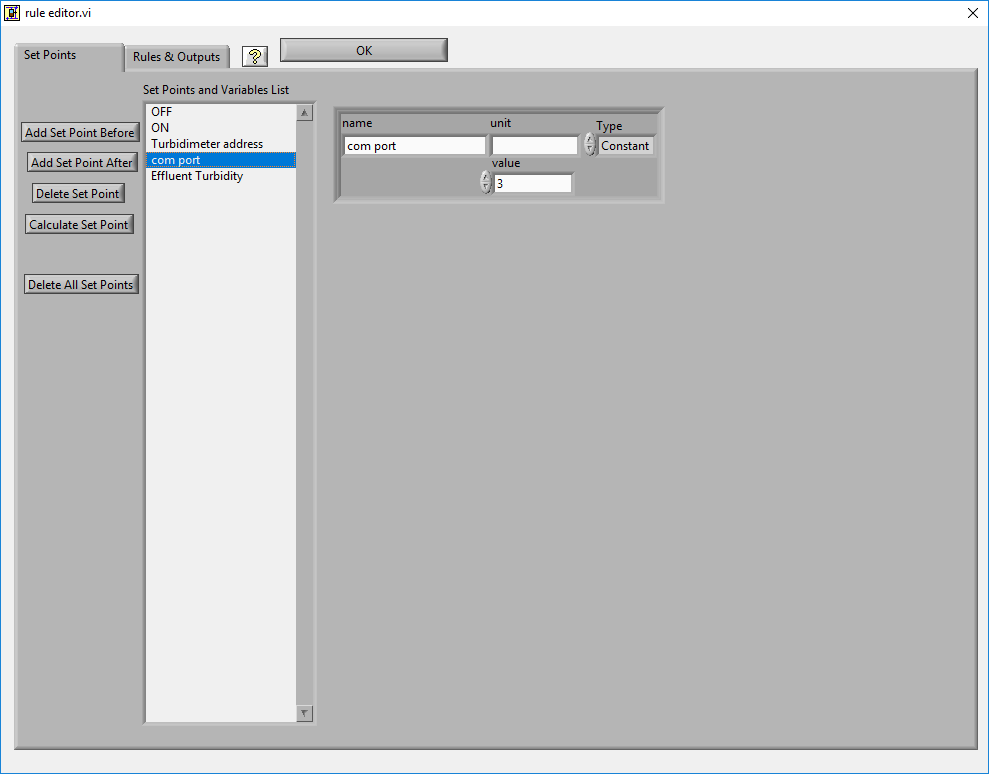 rule editor.vi
Set Points
Rules & Outputs
?
OK
Set Points and Variables List
Add Set Point Before
Add Set Point After
Delete Set Point
Calculate Set Point
Delete All Set Points
OFF
ON
Turbidimeter address
com port
Effluent Turbidity
name
unit
Type
com port
Constant
value
3